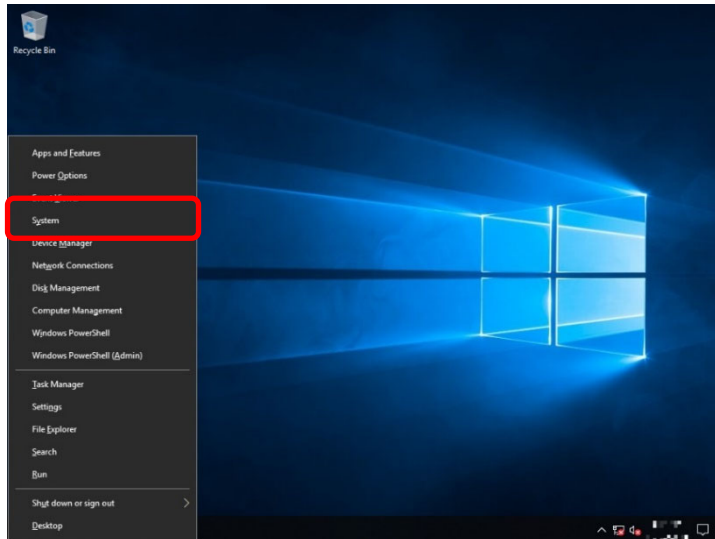 Recycle Bin
Apps and Features
Power Options
System
Device Manager
Network Connections
Disk Management
Computer Management
Windows PowerShell
Windows PowerShell (Admin)
Task Manager
Settings
File Explorer
Search
Run
Shut down or sign out
Desktop